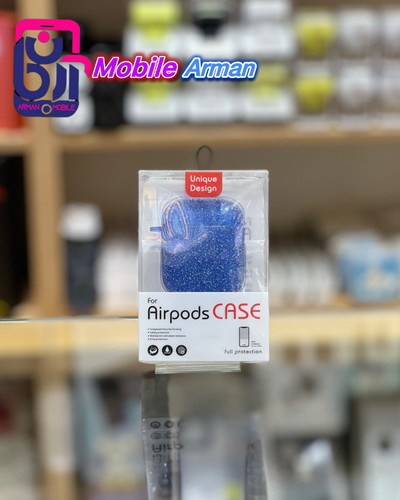 Mobile Arman
ARMAN MOBILE
Unique
Design
For
Airpods CASE
full protection